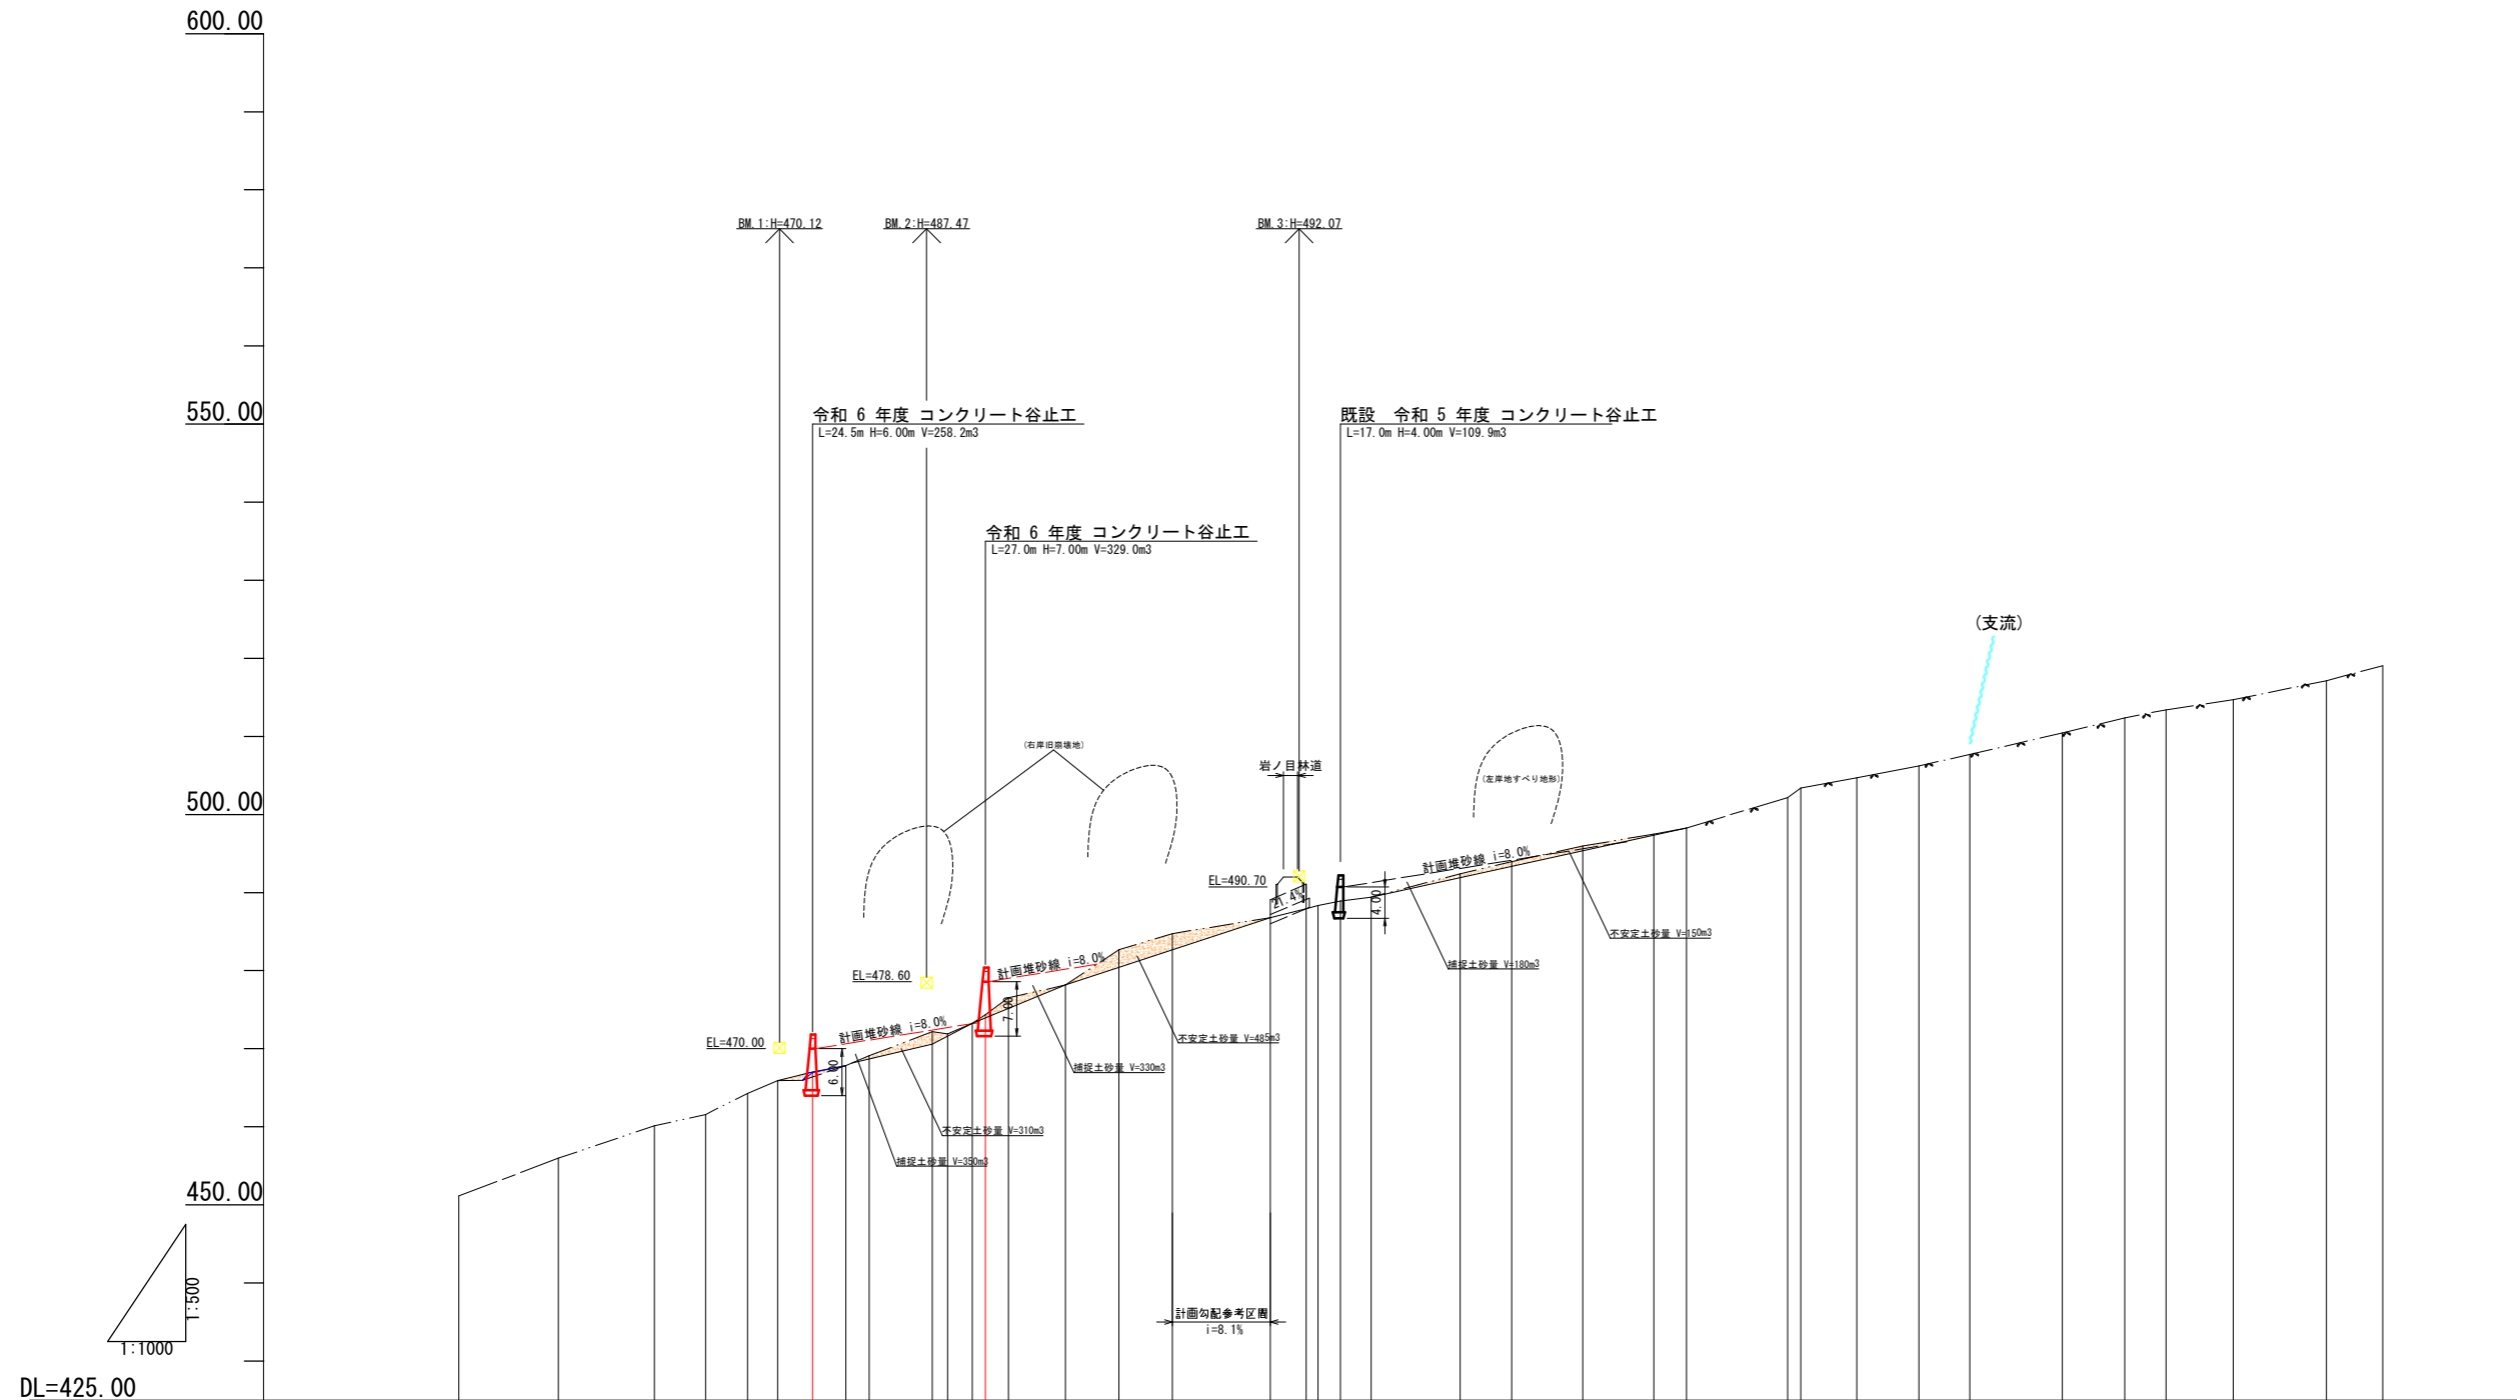 600.00
BM.1:H=470.12
BM.2:H=487.47
BM.3:H=492.07
550.00
令和 6 年度 コンクリート谷止工
L=24.5m H=6.00m V=258.2m3
既設 令和 5 年度 コンクリート谷止工
L=17.0m H=4.00m V=109.9m3
令和 6 年度 コンクリート谷止工
L=27.0m H=7.00m V=329.0m3
(支流)
(右岸旧崩壊地)
岩ノ目林道
(左岸地すべり地形)
500.00
計画堆砂線 i=8.0%
EL=490.70
21.4%
4.00
不安定土砂量 V=150m3
捕捉土砂量 V=180m3
計画堆砂線 i=8.0%
EL=478.60
7.00
計画堆砂線 i=8.0%
EL=470.00
不安定土砂量 V=485m3
捕捉土砂量 V=330m3
6.00
不安定土砂量 V=310m3
捕捉土砂量 V=350m3
450.00
1:500
計画勾配参考区間
i=8.1%
1:1000
DL=425.00